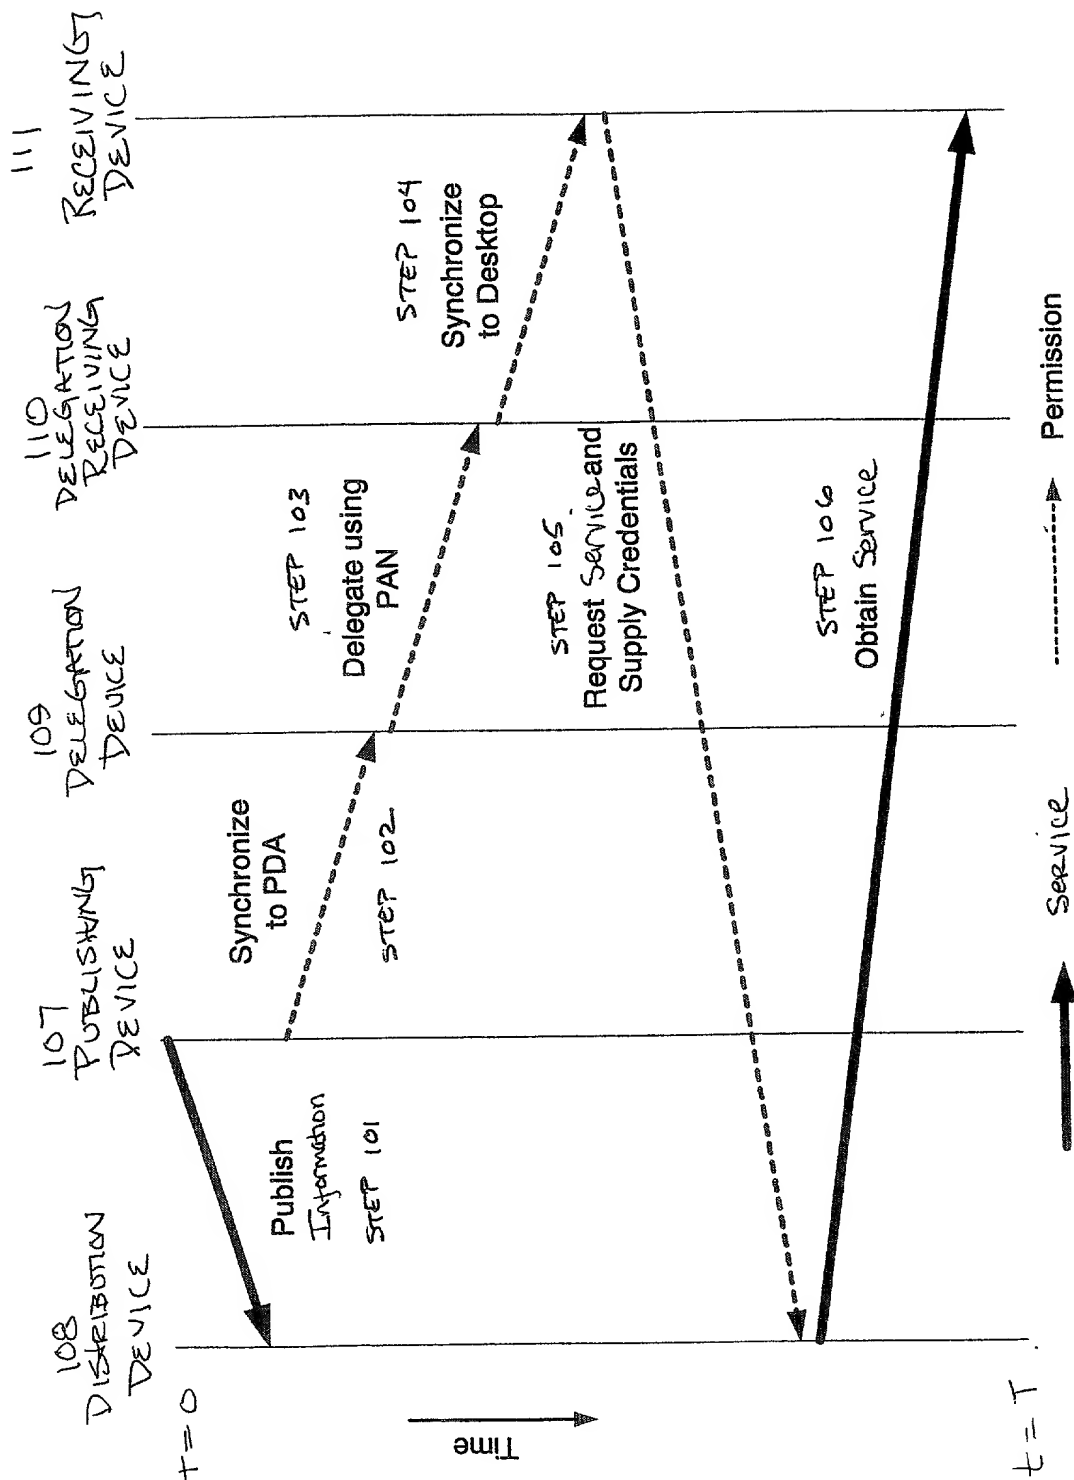 108
DISTRIBUTION
DEVICE
107
PUBLISHING
DEVICE
109
DELEGATION
DEVICE
110
DELEGATION
RECEIVING
DEVICE
111
RECEIVING
DEVICE
t=0
Time
t=T
Publish
Information
STEP 101
Synchronize
to PDA
STEP 102
STEP 103
Delegate using
PAN
STEP 104
Synchronize
to Desktop
STEP 105
Request Service and
Supply Credentials
STEP 106
Obtain Service
Service
Permission